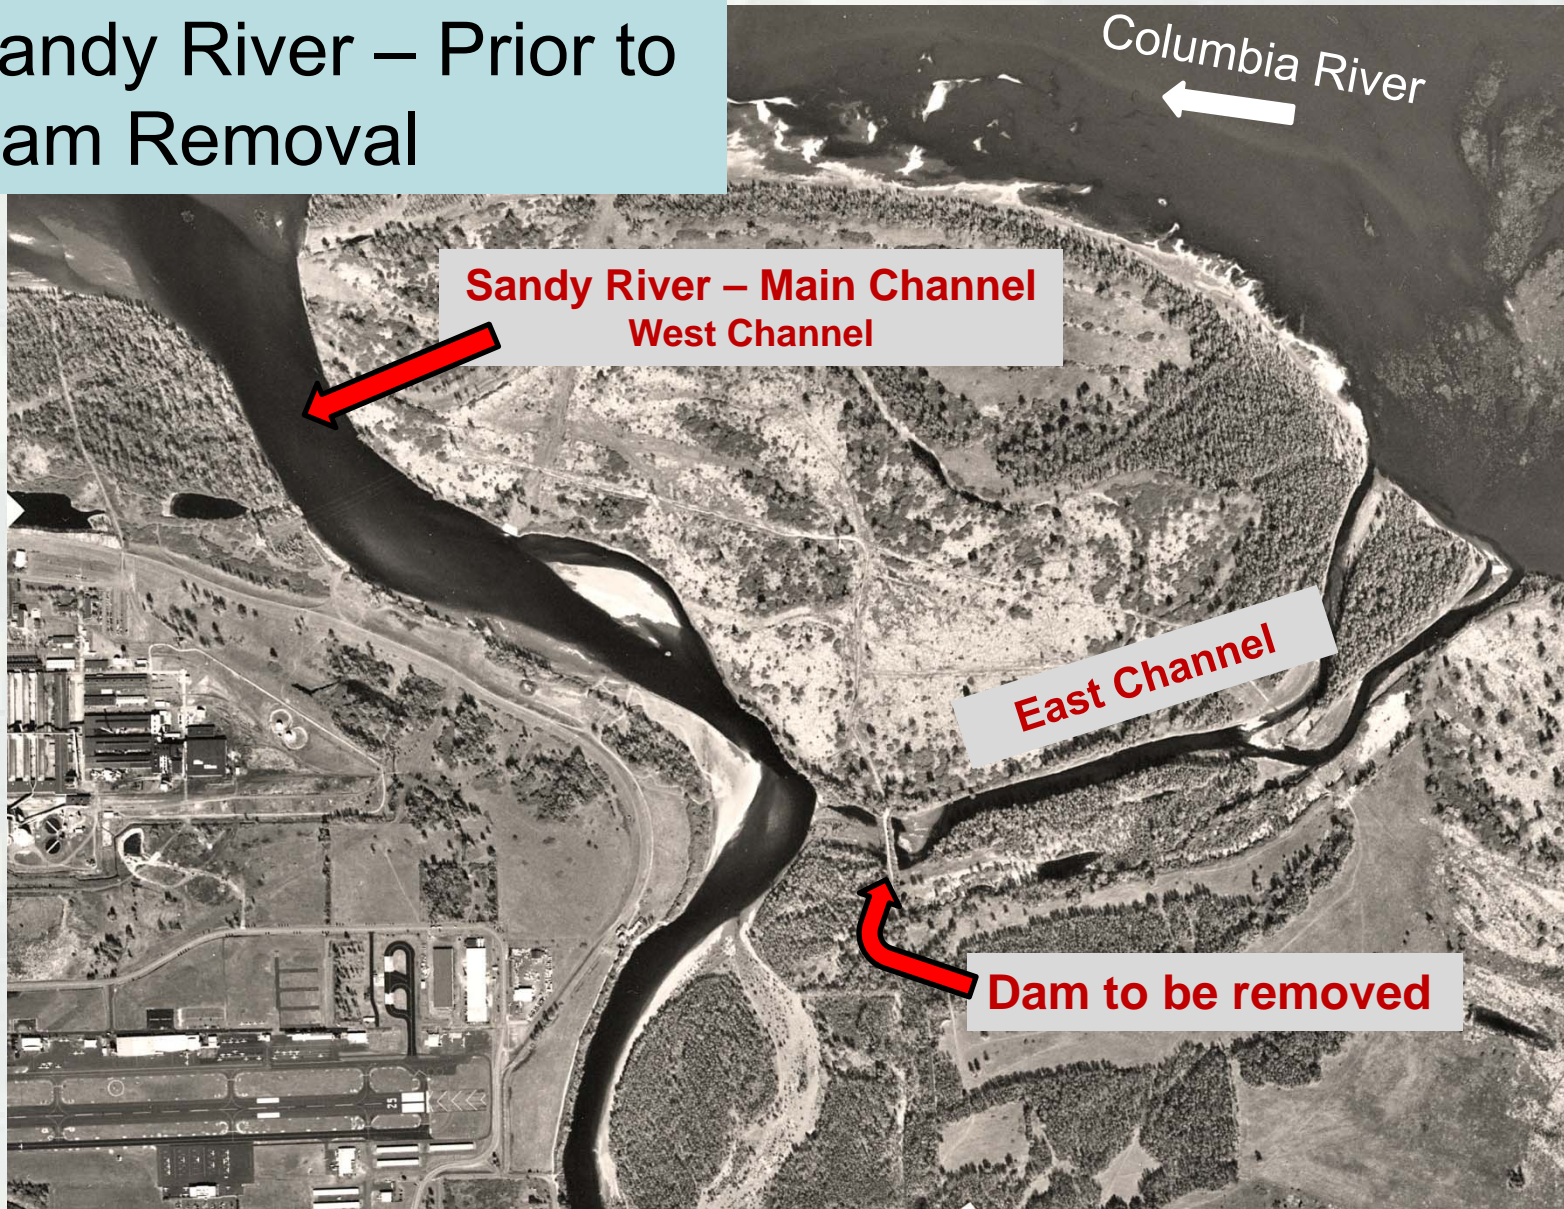 andy River – Prior to
am Removal
Columbia River
Sandy River – Main Channel
West Channel
East Channel
Dam to be removed
25